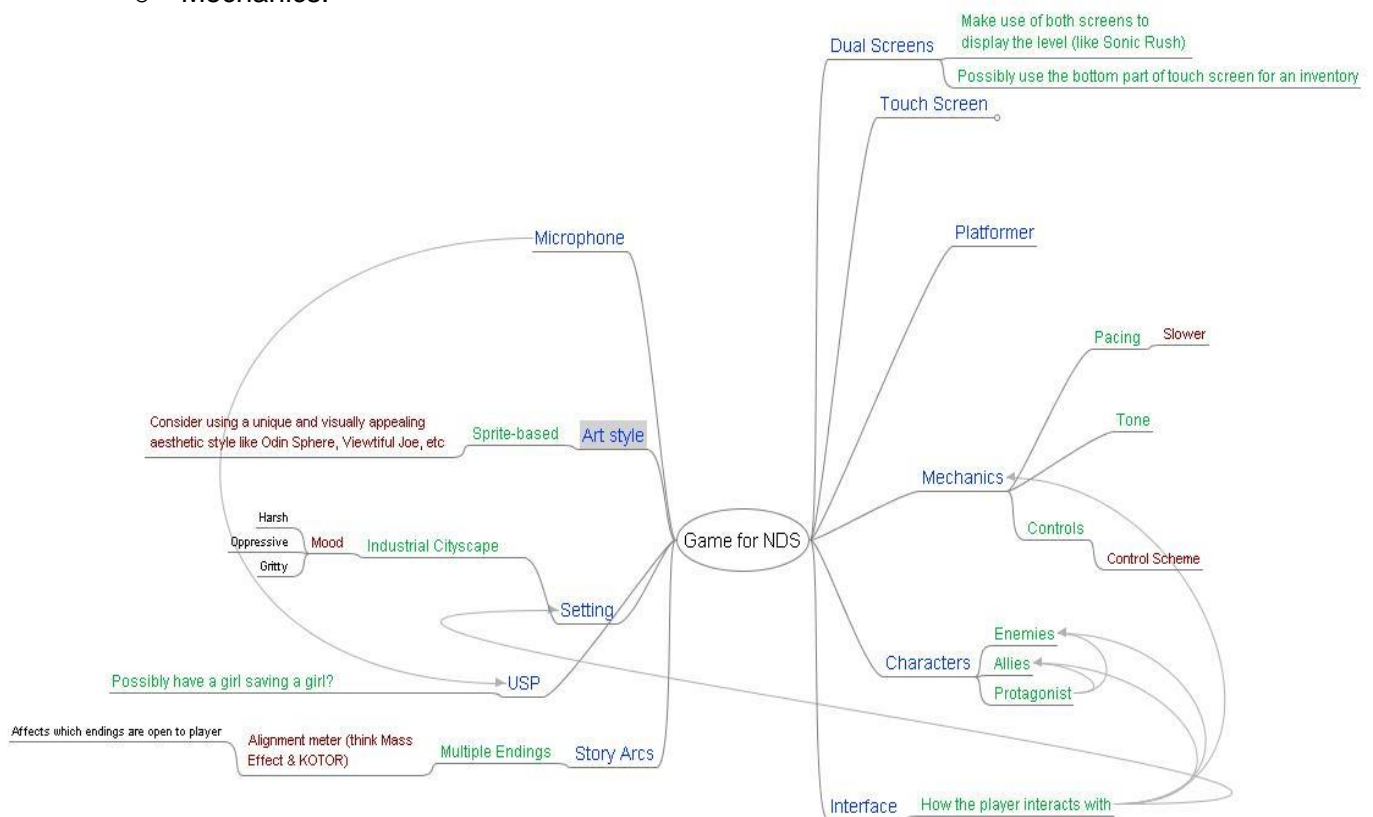 ○ Mechanics.
Make use of both screens to
display the level (like Sonic Rush)
Dual Screens
Possibly use the bottom part of touch screen for an inventory
Touch Screen
Microphone
Platformer
Pacing
Slower
Consider using a unique and visually appealing
aesthetic style like Odin Sphere, Viewtiful Joe, etc
Sprite-based
Art style
Tone
Mechanics
Harsh
Oppressive
Gritty
Mood
Industrial Cityscape
Game for NDS
Controls
Control Scheme
Setting
Enemies
Characters
Allies
Protagonist
Possibly have a girl saving a girl?
USP
Affects which endings are open to player
Alignment meter (think Mass
Effect & KOTOR)
Multiple Endings
Story Arcs
Interface
How the player interacts with